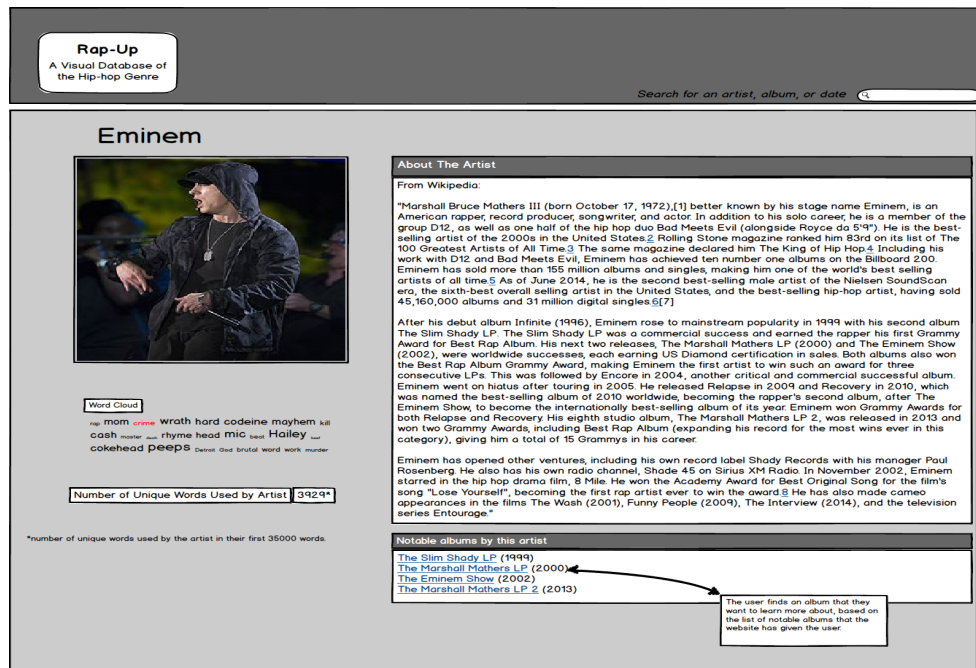 Rap-Up
A Visual Database of
the Hip-hop Genre
Search for an artist, album, or date
Eminem
About The Artist
From Wikipedia:
"Marshall Bruce Mathers III (born October 17, 1972),[1] better known by his stage name Eminem, is an
American rapper, record producer, songwriter, and actor. In addition to his solo career, he is a member of the
group D12, as well as one half of the hip hop duo Bad Meets Evil (alongside Royce da 5'9"). He is the best-
selling artist of the 2000s in the United States.2 Rolling Stone magazine ranked him 83rd on its list of The
100 Greatest Artists of All Time.3 The same magazine declared him The King of Hip Hop.4 Including his
work with D12 and Bad Meets Evil, Eminem has achieved ten number one albums on the Billboard 200.
Eminem has sold more than 155 million albums and singles, making him one of the world's best selling
artists of all time.5 As of June 2014, he is the second best-selling male artist of the Nielsen SoundScan
era, the sixth-best overall selling artist in the United States, and the best-selling hip-hop artist, having sold
45,160,000 albums and 31 million digital singles.6[7]
After his debut album Infinite (1996), Eminem rose to mainstream popularity in 1999 with his second album
The Slim Shady LP. The Slim Shady LP was a commercial success and earned the rapper his first Grammy
Award for Best Rap Album. His next two releases, The Marshall Mathers LP (2000) and The Eminem Show
(2002), were worldwide successes, each earning US Diamond certification in sales. Both albums also won
the Best Rap Album Grammy Award, making Eminem the first artist to win such an award for three
consecutive LPs. This was followed by Encore in 2004, another critical and commercial successful album.
Eminem went on hiatus after touring in 2005. He released Relapse in 2009 and Recovery in 2010, which
was named the best-selling album of 2010 worldwide, becoming the rapper's second album, after The
Eminem Show, to become the internationally best-selling album of its year. Eminem won Grammy Awards for
both Relapse and Recovery. His eighth studio album, The Marshall Mathers LP 2, was released in 2013 and
won two Grammy Awards, including Best Rap Album (expanding his record for the most wins ever in this
category), giving him a total of 15 Grammys in his career.
Eminem has opened other ventures, including his own record label Shady Records with his manager Paul
Rosenberg. He also has his own radio channel, Shade 45 on Sirius XM Radio. In November 2002, Eminem
starred in the hip hop drama film, 8 Mile. He won the Academy Award for Best Original Song for the film's
song "Lose Yourself", becoming the first rap artist ever to win the award.8 He has also made cameo
appearances in the films The Wash (2001), Funny People (2009), The Interview (2014), and the television
series Entourage."
Word Cloud
rap mom crime wrath hard codeine mayhem kill
cash master rhyme head mic beat Hailey
cokehead peeps Detroit God brutal word work murder
Number of Unique Words Used by Artist 3929*
*number of unique words used by the artist in their first 35000 words.
Notable albums by this artist
The Slim Shady LP (1999)
The Marshall Mathers LP (2000)
The Eminem Show (2002)
The Marshall Mathers LP 2 (2013)
The user finds an album that they
want to learn more about, based on
the list of notable albums that the
website has given the user.